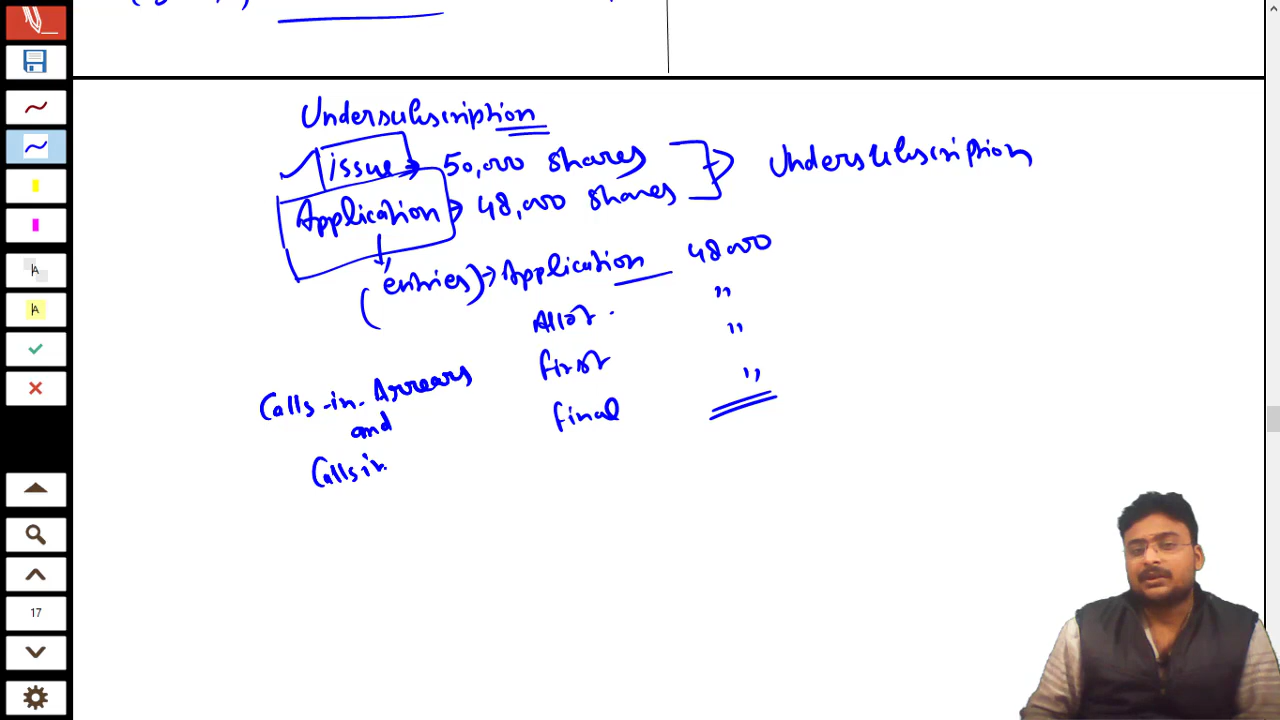 Undersubscription
issue → 50,000 shares
Application → 48,000 shares
Undersubscription
(entries) → Application 48000
Allot. "
first "
final "
Calls-in-Arrears
and
Calls in
17